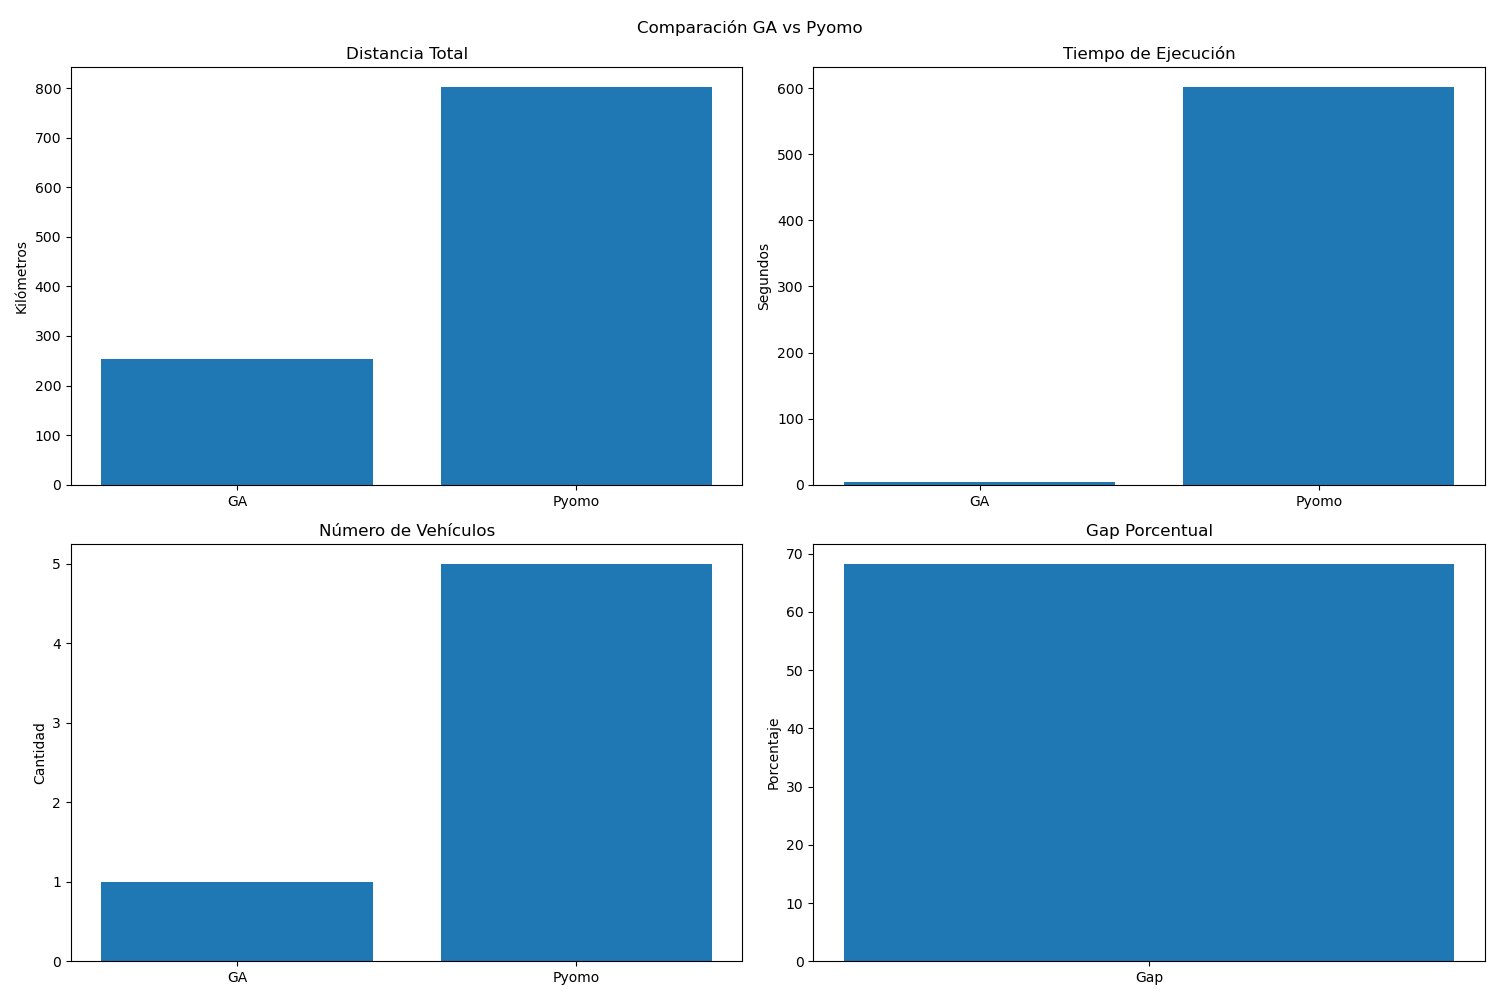 Comparación GA vs Pyomo
Distancia Total
Kilómetros
800
700
600
500
400
300
200
100
0
GA Pyomo
Tiempo de Ejecución
Segundos
600
500
400
300
200
100
0
GA Pyomo
Número de Vehículos
Cantidad
5
4
3
2
1
0
GA Pyomo
Gap Porcentual
Porcentaje
70
60
50
40
30
20
10
0
Gap